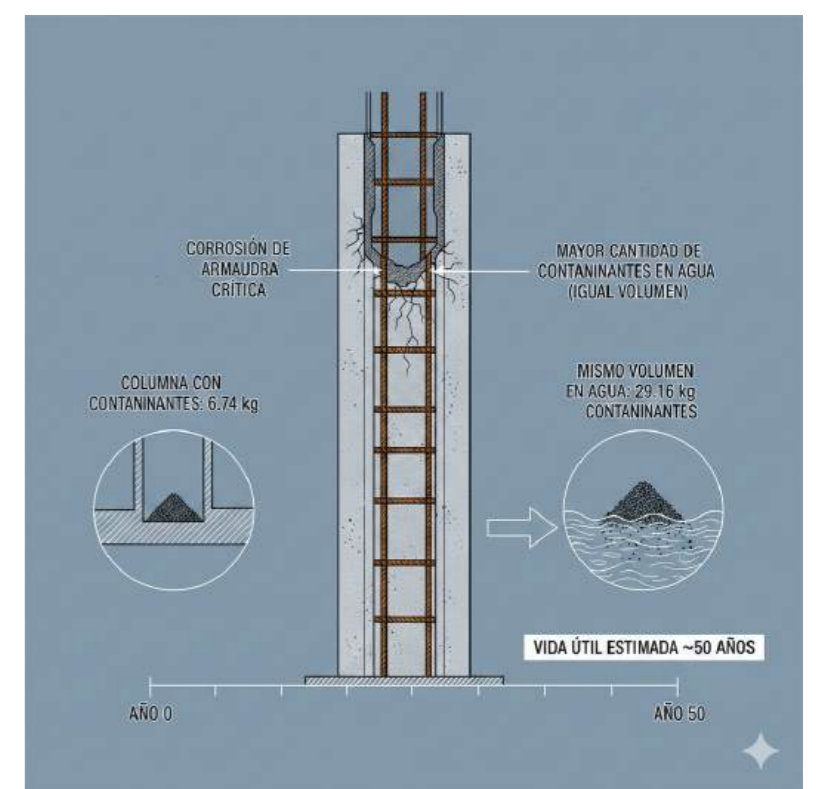 CORROSIÓN DE
ARMAUDRA
CRÍTICA
MAYOR CANTIDAD DE
CONTANINANTES EN AGUA
(IGUAL VOLUMEN)
COLUMNA CON
CONTANINANTES: 6.74 kg
MISMO VOLUMEN
EN AGUA: 29.16 kg
CONTAMINANTES
VIDA ÚTIL ESTIMADA ~50 AÑOS
AÑO 0
AÑO 50